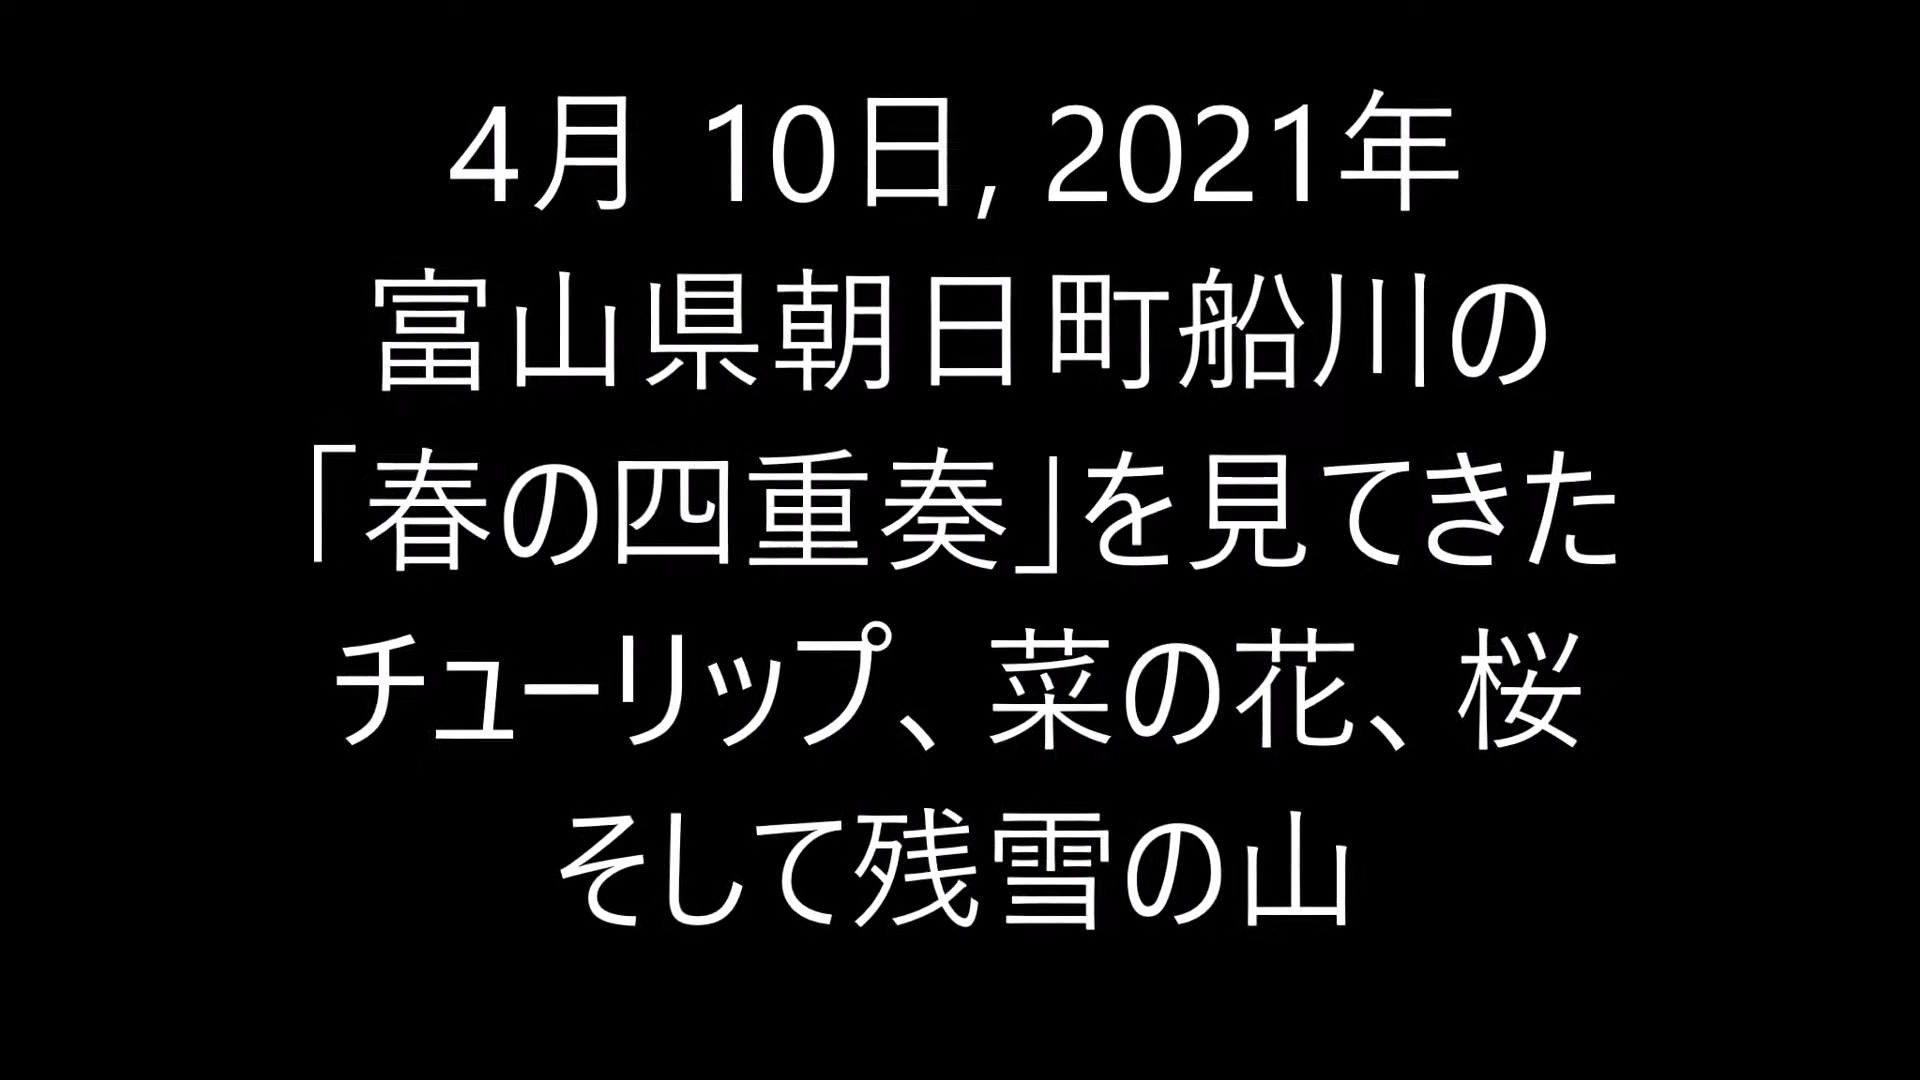 4月 10日, 2021年
富山県朝日町船川の
「春の四重奏」を見てきた
チューリップ、菜の花、桜
そして残雪の山